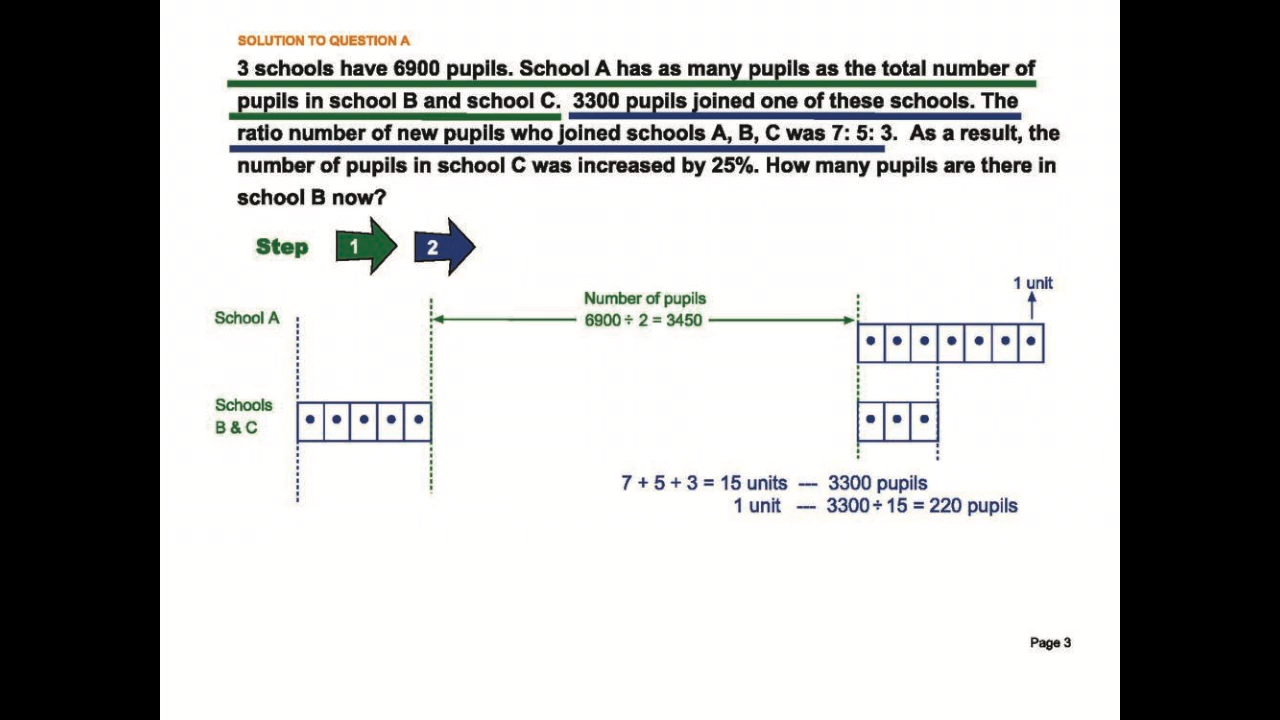 SOLUTION TO QUESTION A
3 schools have 6900 pupils. School A has as many pupils as the total number of
pupils in school B and school C. 3300 pupils joined one of these schools. The
ratio number of new pupils who joined schools A, B, C was 7: 5: 3. As a result, the
number of pupils in school C was increased by 25%. How many pupils are there in
school B now?
Step 1 2
1 unit
Number of pupils
School A
6900 ÷ 2 = 3450
Schools
B & C
7 + 5 + 3 = 15 units --- 3300 pupils
1 unit --- 3300 ÷ 15 = 220 pupils
Page 3